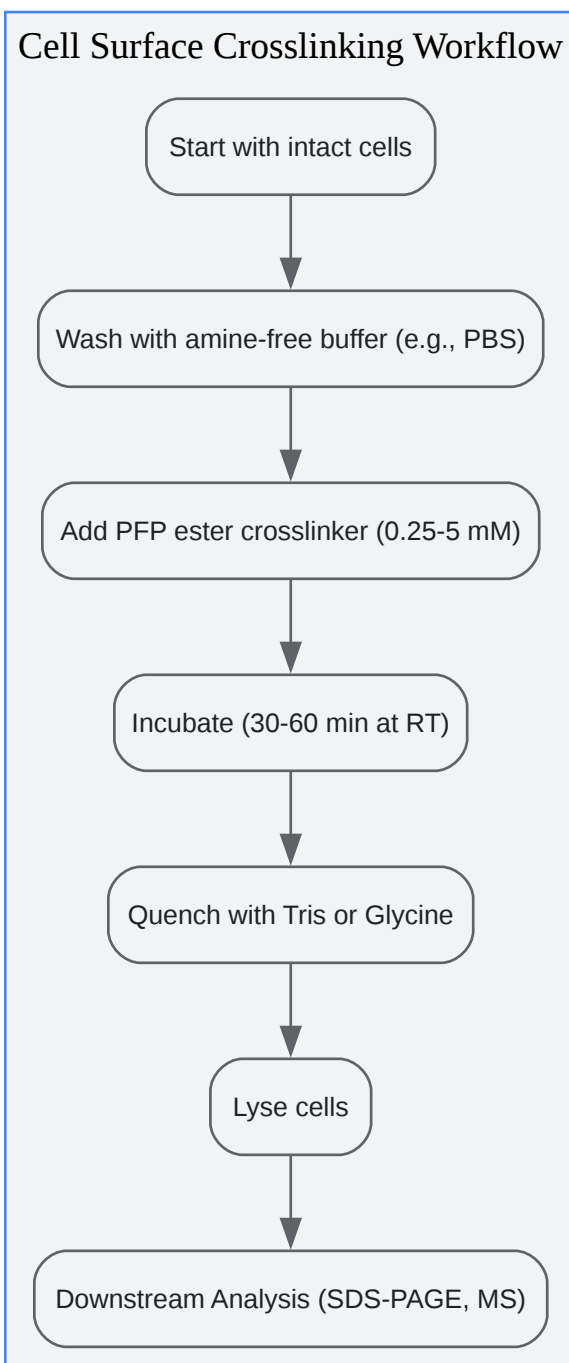 Cell Surface Crosslinking Workflow
Start with intact cells
Wash with amine-free buffer (e.g., PBS)
Add PFP ester crosslinker (0.25-5 mM)
Incubate (30-60 min at RT)
Quench with Tris or Glycine
Lyse cells
Downstream Analysis (SDS-PAGE, MS)